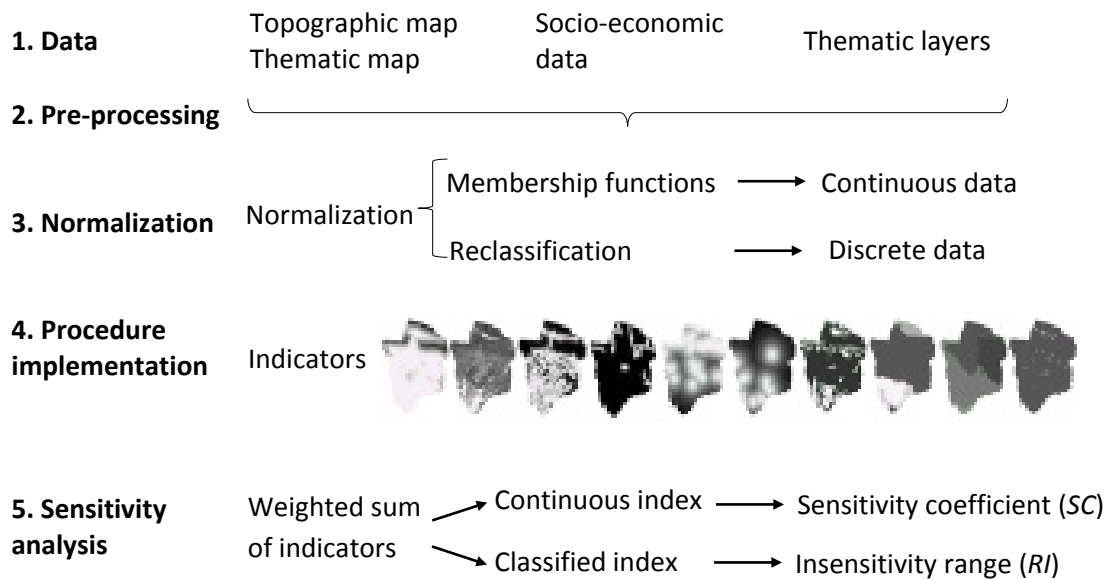 1. Data
Topographic map
Thematic map
Socio-economic
data
Thematic layers
2. Pre-processing
3. Normalization
Normalization
Membership functions
Continuous data
Reclassification
Discrete data
4. Procedure
implementation
Indicators
5. Sensitivity
analysis
Weighted sum
of indicators
Continuous index
Sensitivity coefficient (SC)
Classified index
Insensitivity range (RI)